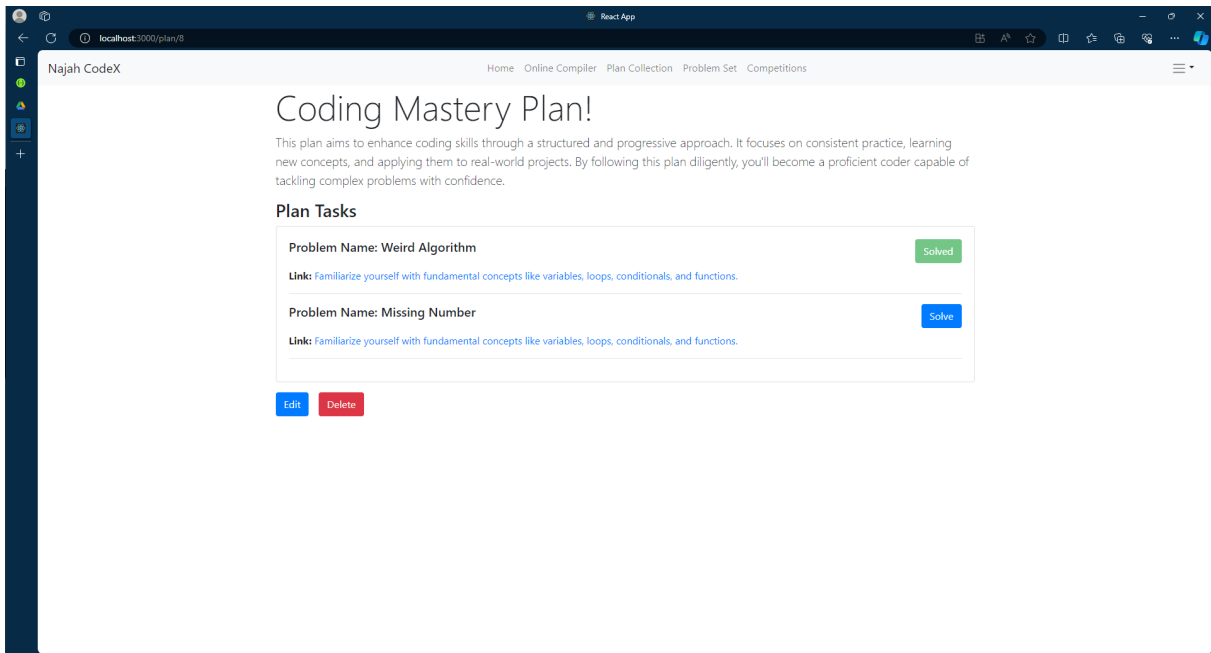 React App
localhost:3000/plan/8
Najah CodeX
Home Online Compiler Plan Collection Problem Set Competitions
Coding Mastery Plan!
This plan aims to enhance coding skills through a structured and progressive approach. It focuses on consistent practice, learning
new concepts, and applying them to real-world projects. By following this plan diligently, you'll become a proficient coder capable of
tackling complex problems with confidence.
Plan Tasks
Problem Name: Weird Algorithm
Solved
Link: Familiarize yourself with fundamental concepts like variables, loops, conditionals, and functions.
Problem Name: Missing Number
Solve
Link: Familiarize yourself with fundamental concepts like variables, loops, conditionals, and functions.
Edit Delete